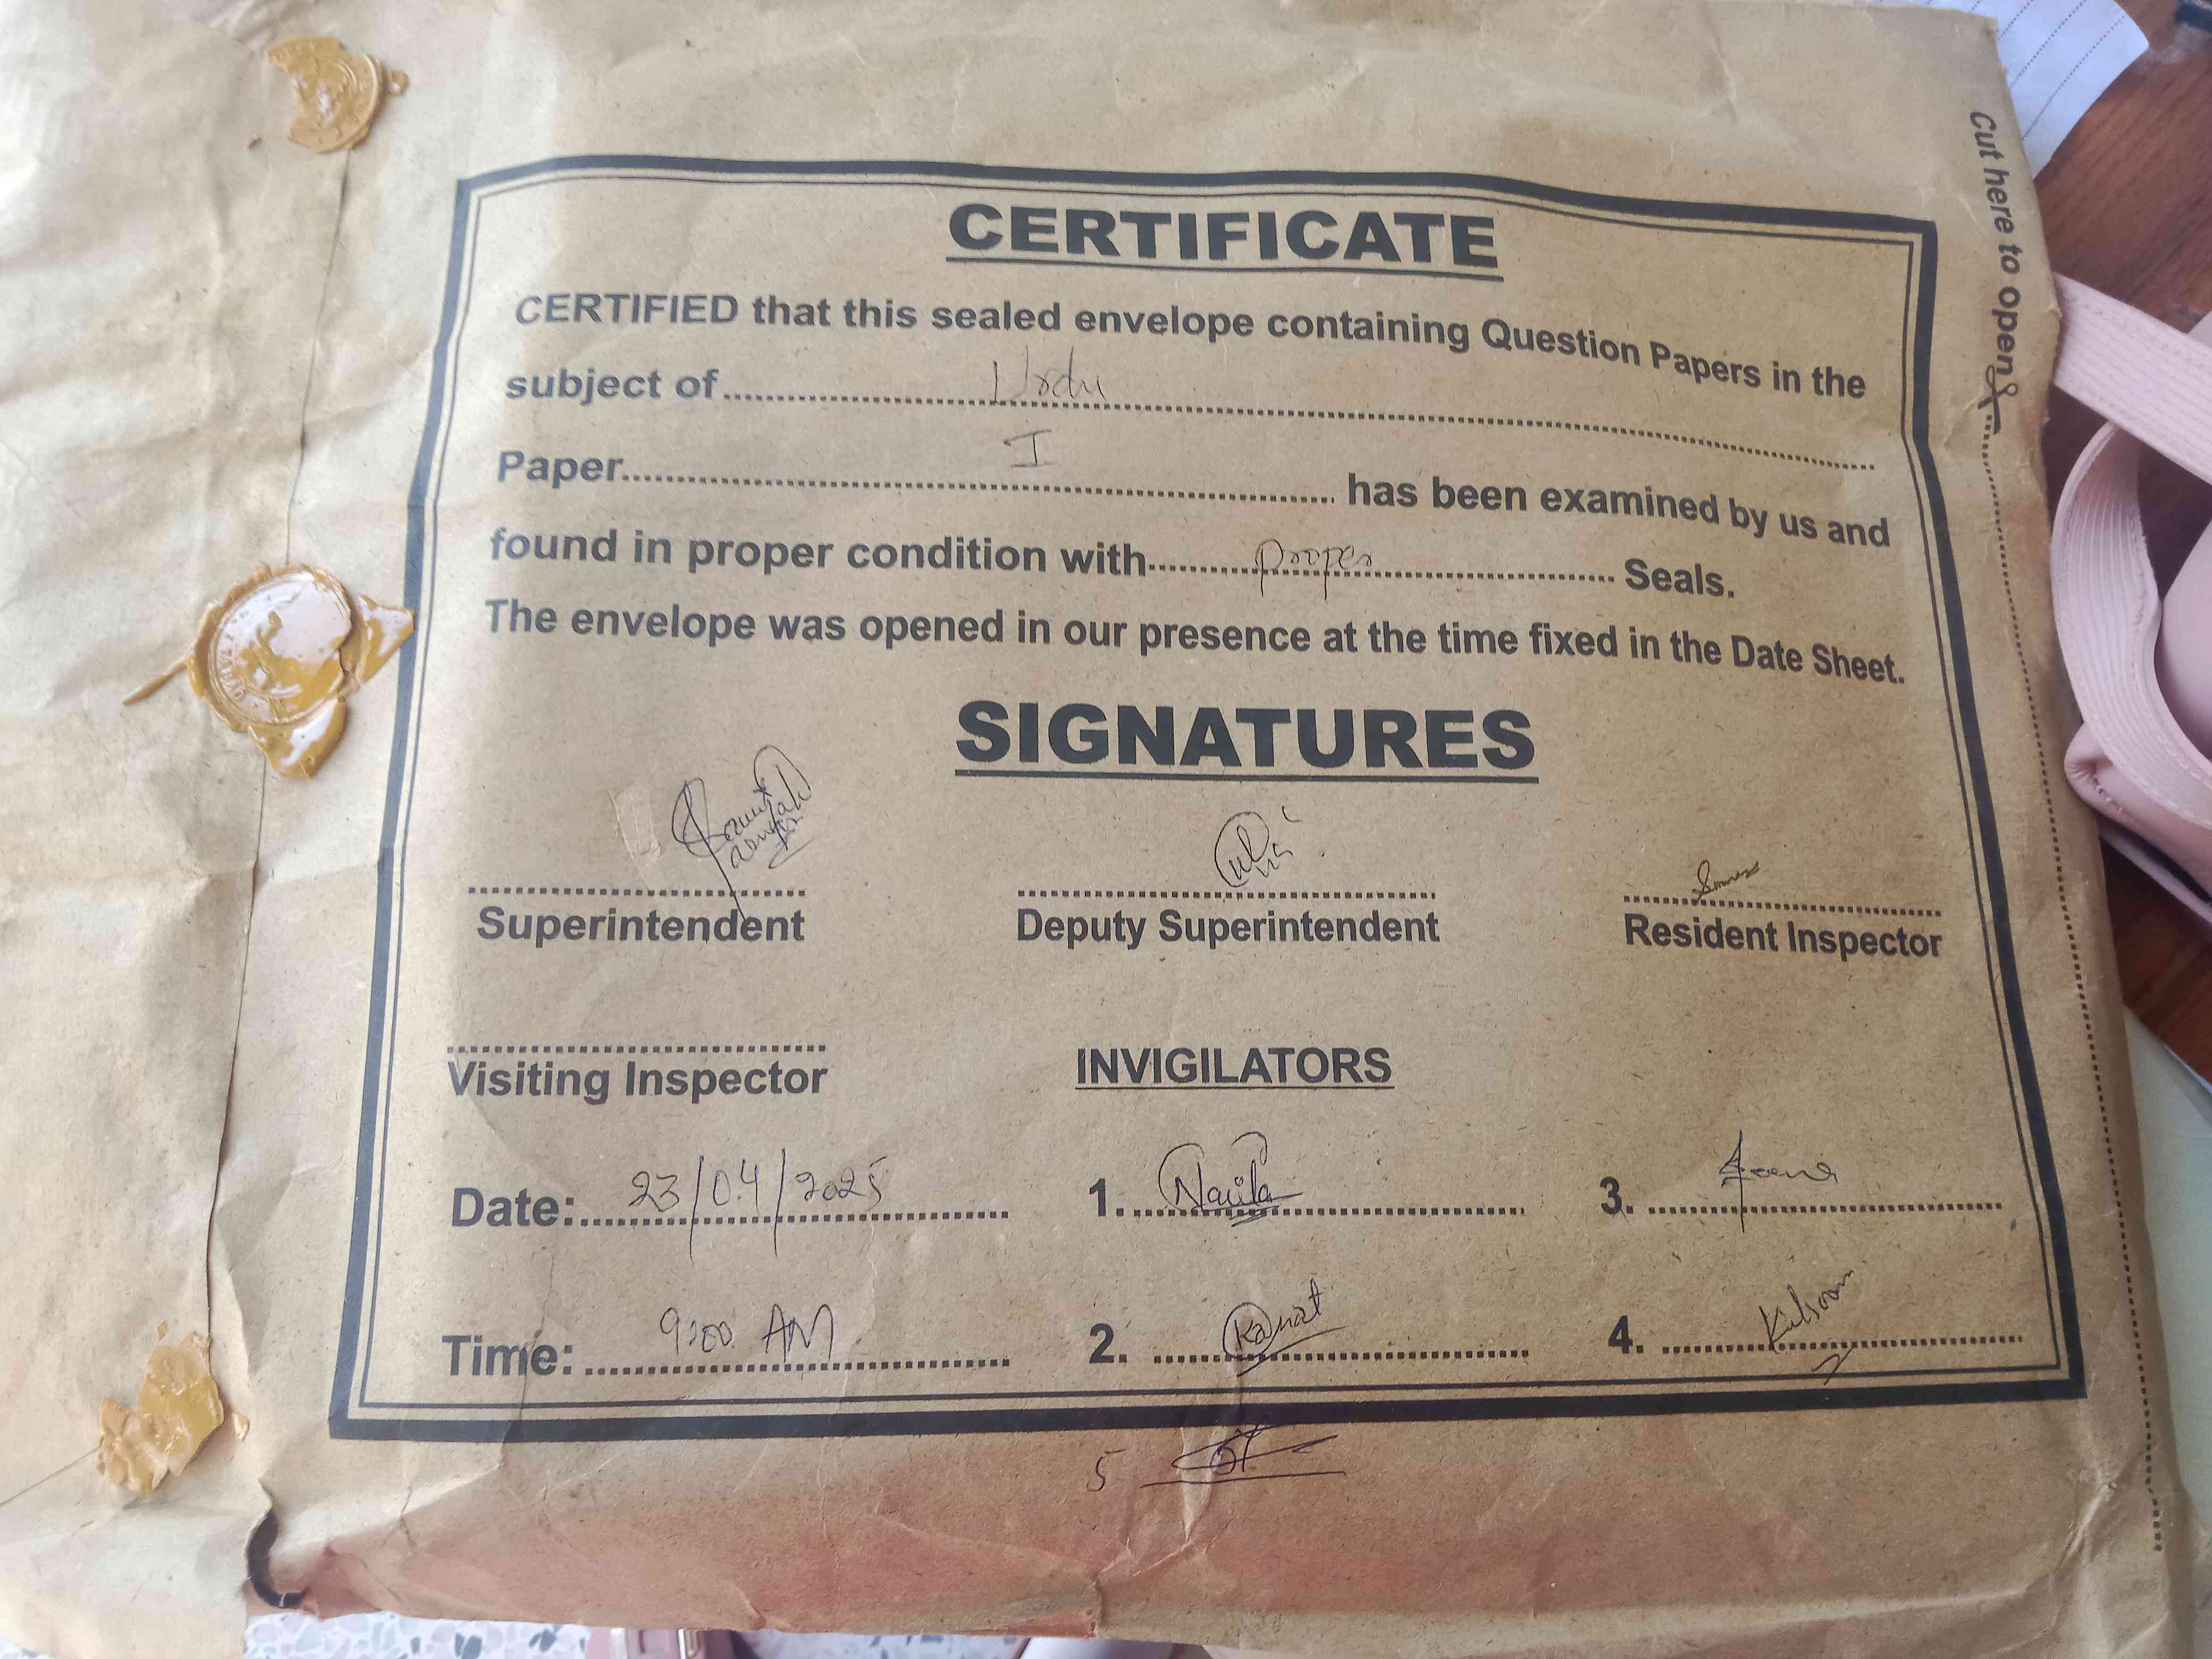 CERTIFICATE
CERTIFIED that this sealed envelope containing Question Papers in the
subject of........Urdu........
Paper........I........ has been examined by us and
found in proper condition with........proper........ Seals.
The envelope was opened in our presence at the time fixed in the Date Sheet.
SIGNATURES
Superintendent Deputy Superintendent Resident Inspector
Visiting Inspector INVIGILATORS
Date:........23/04/2025........ 1. Naila 3.
Time:........9:00 AM........ 2. 4. Kulsoom
5
Cut here to open